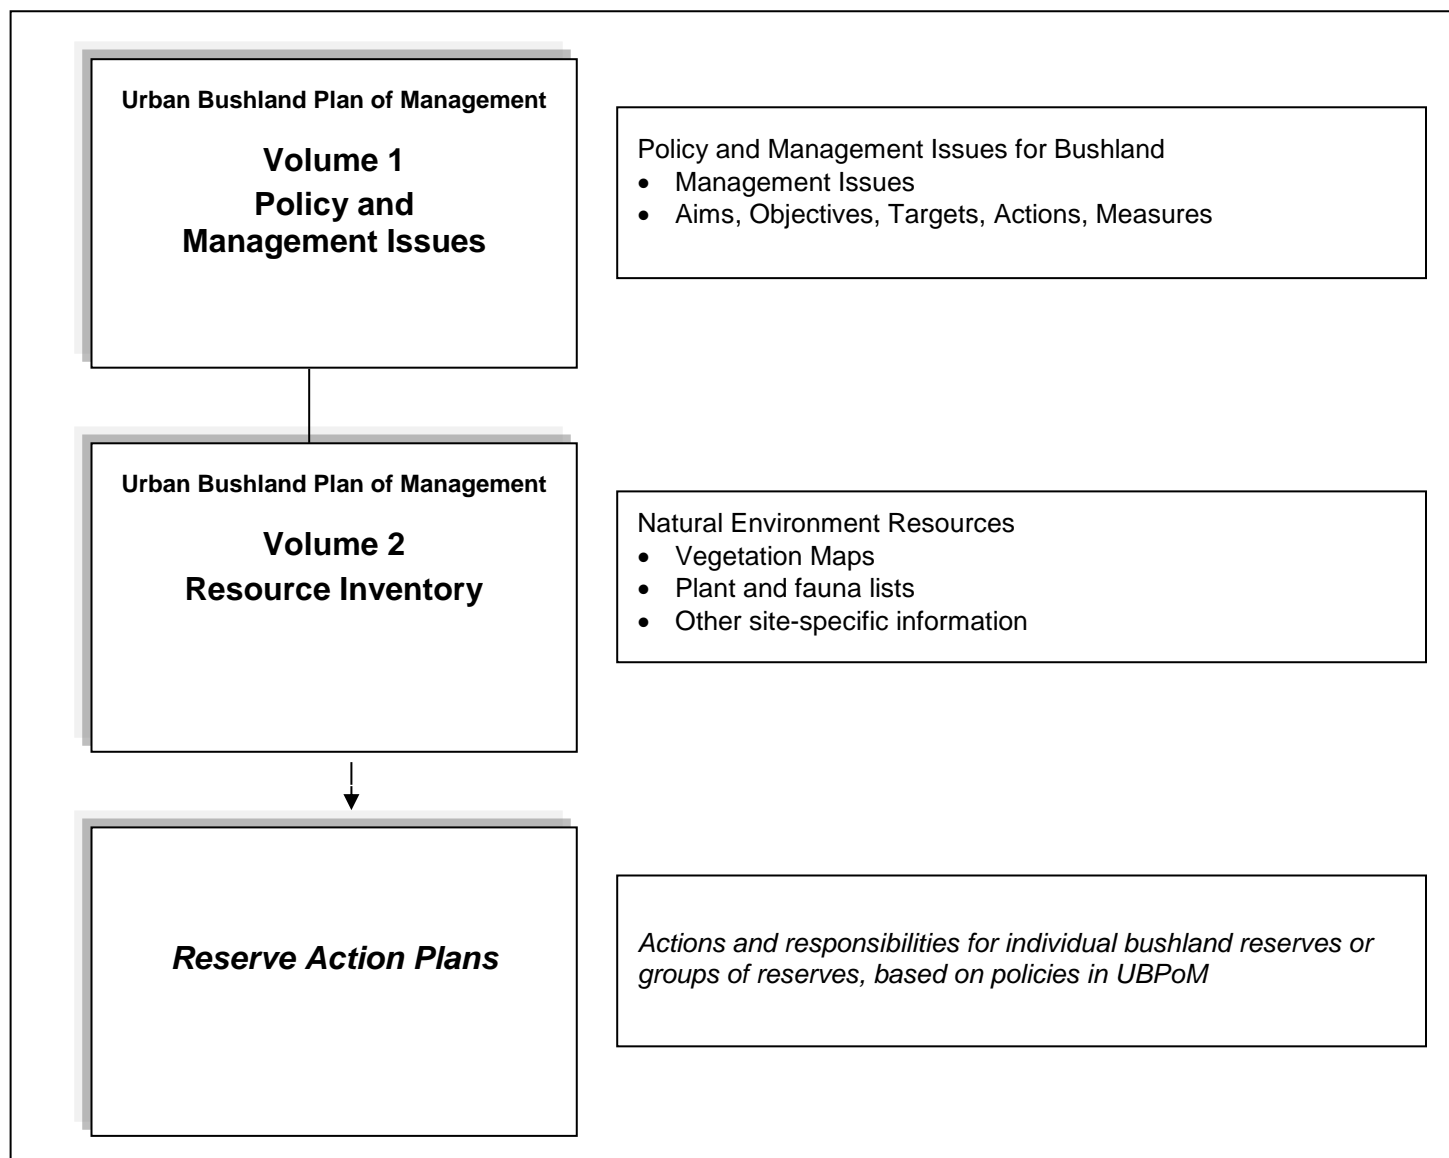 Urban Bushland Plan of Management
Volume 1
Policy and
Management Issues
Policy and Management Issues for Bushland
• Management Issues
• Aims, Objectives, Targets, Actions, Measures
Urban Bushland Plan of Management
Volume 2
Resource Inventory
Natural Environment Resources
• Vegetation Maps
• Plant and fauna lists
• Other site-specific information
Reserve Action Plans
Actions and responsibilities for individual bushland reserves or
groups of reserves, based on policies in UBPoM